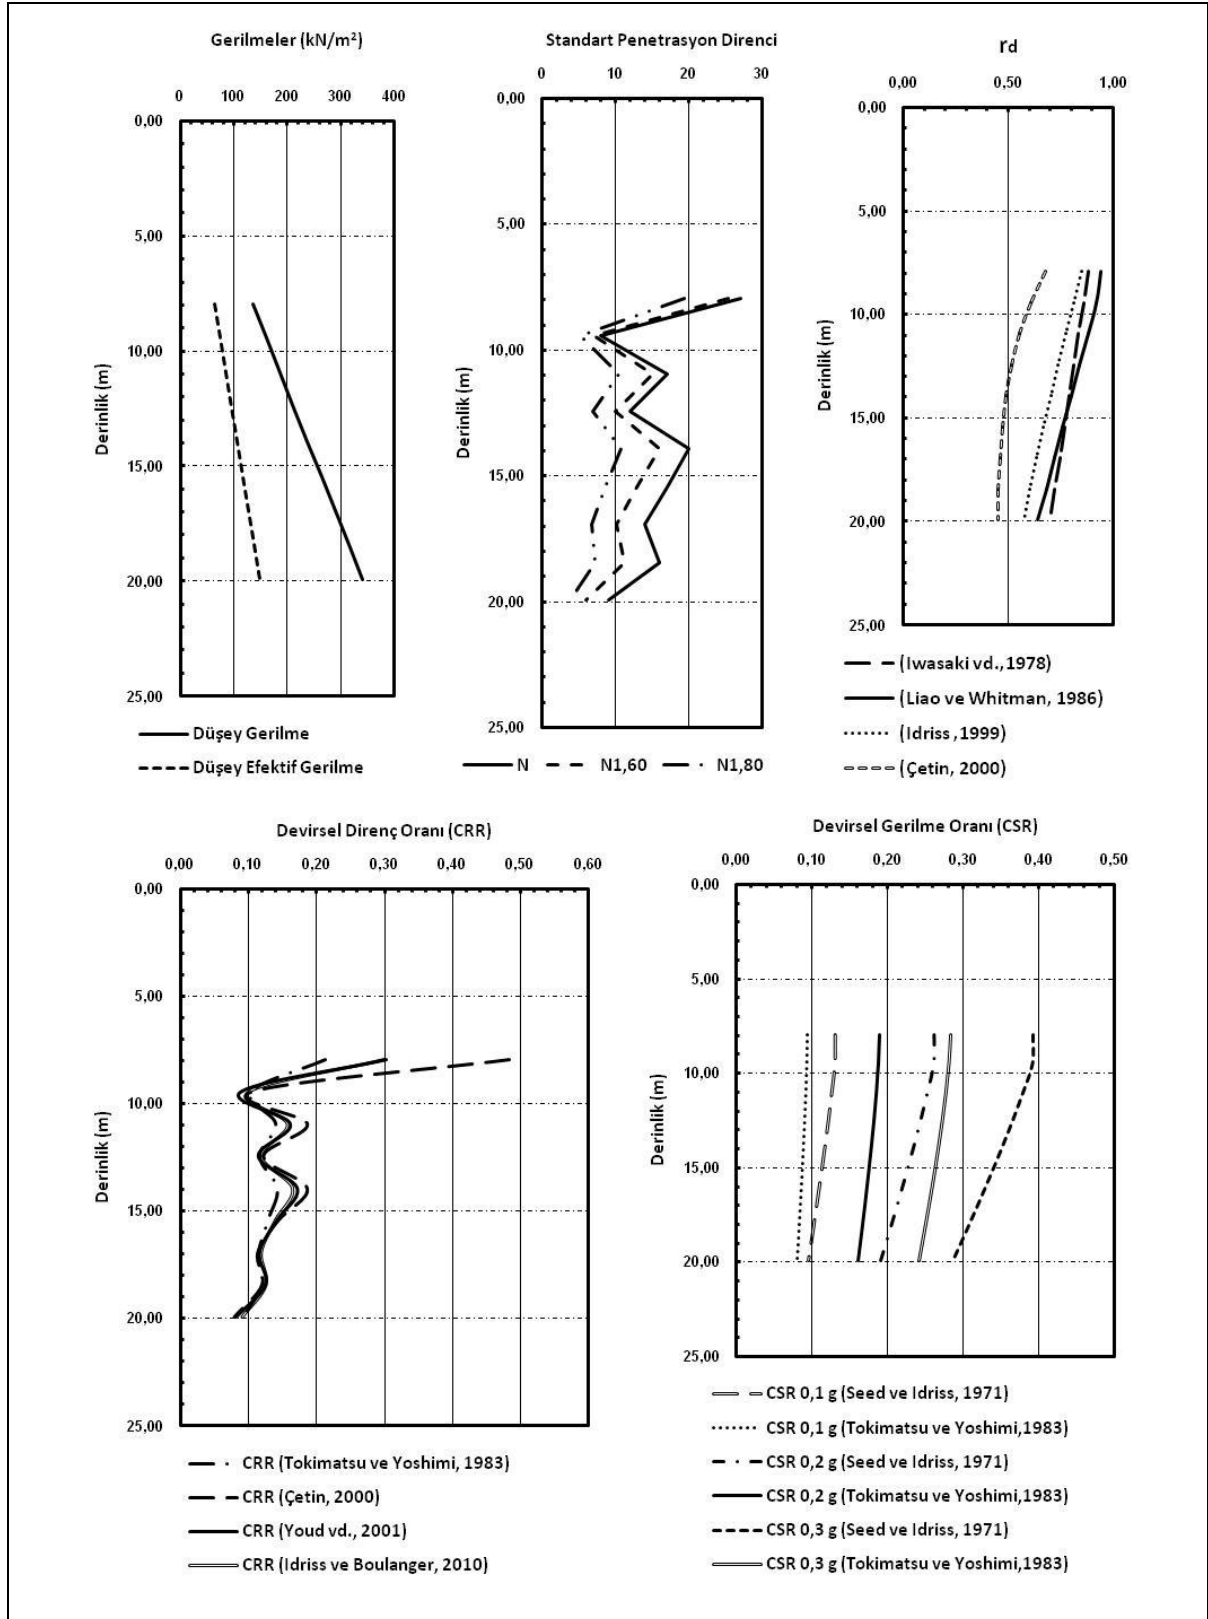 Gerilmeler (kN/m²)
0 100 200 300 400
0,00
5,00
10,00
15,00
20,00
25,00
Derinlik (m)
Düşey Gerilme
Düşey Efektif Gerilme
Standart Penetrasyon Direnci
0 10 20 30
0,00
5,00
10,00
15,00
20,00
25,00
Derinlik (m)
N N1,60 N1,80
rd
0,00 0,50 1,00
0,00
5,00
10,00
15,00
20,00
25,00
Derinlik (m)
(Iwasaki vd.,1978)
(Liao ve Whitman, 1986)
(Idriss ,1999)
(Çetin, 2000)
Devirsel Direnç Oranı (CRR)
0,00 0,10 0,20 0,30 0,40 0,50 0,60
0,00
5,00
10,00
15,00
20,00
25,00
Derinlik (m)
CRR (Tokimatsu ve Yoshimi, 1983)
CRR (Çetin, 2000)
CRR (Youd vd., 2001)
CRR (Idriss ve Boulanger, 2010)
Devirsel Gerilme Oranı (CSR)
0,00 0,10 0,20 0,30 0,40 0,50
0,00
5,00
10,00
15,00
20,00
25,00
Derinlik (m)
CSR 0,1 g (Seed ve Idriss, 1971)
CSR 0,1 g (Tokimatsu ve Yoshimi,1983)
CSR 0,2 g (Seed ve Idriss, 1971)
CSR 0,2 g (Tokimatsu ve Yoshimi,1983)
CSR 0,3 g (Seed ve Idriss, 1971)
CSR 0,3 g (Tokimatsu ve Yoshimi,1983)